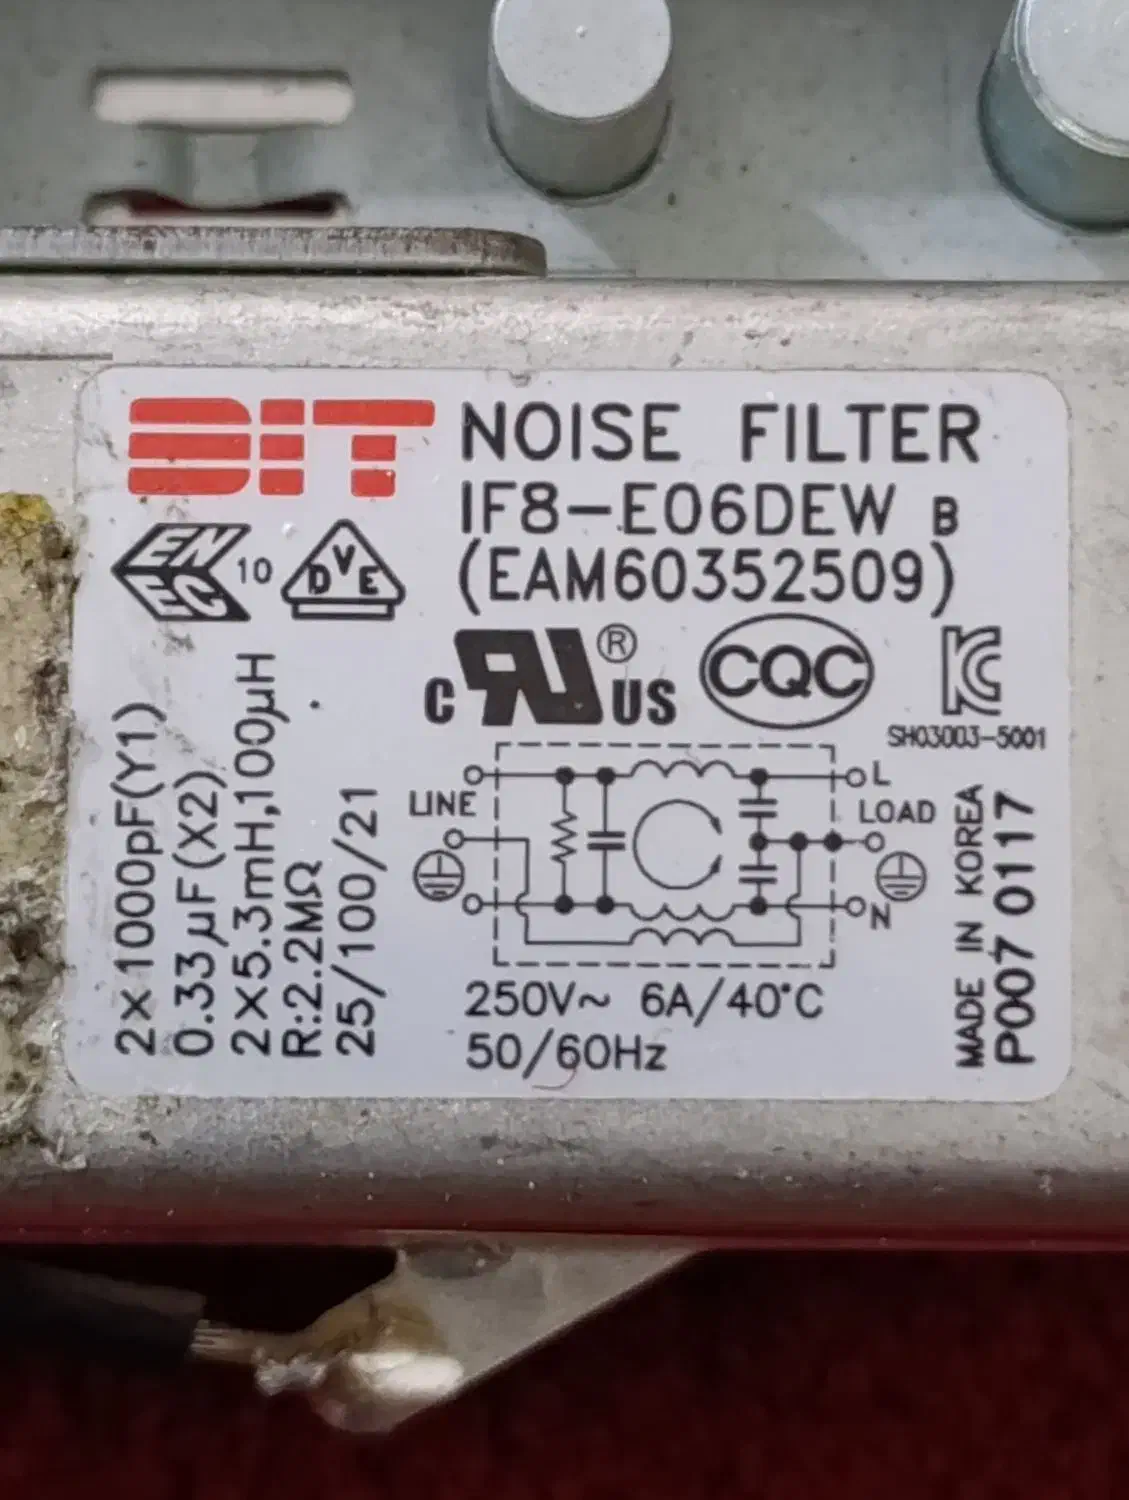 DIT NOISE FILTER
IF8-E06DEW B
(EAM60352509)
EN
EC
10
V
D E
c RU ® US
CQC
KC
SH03003-5001
2×1000pF(Y1)
0.33μF(X2)
2×5.3mH,100μH
R:2.2MΩ
25/100/21
LINE
L
LOAD
N
250V~ 6A/40°C
50/60Hz
MADE IN KOREA
P007 0117